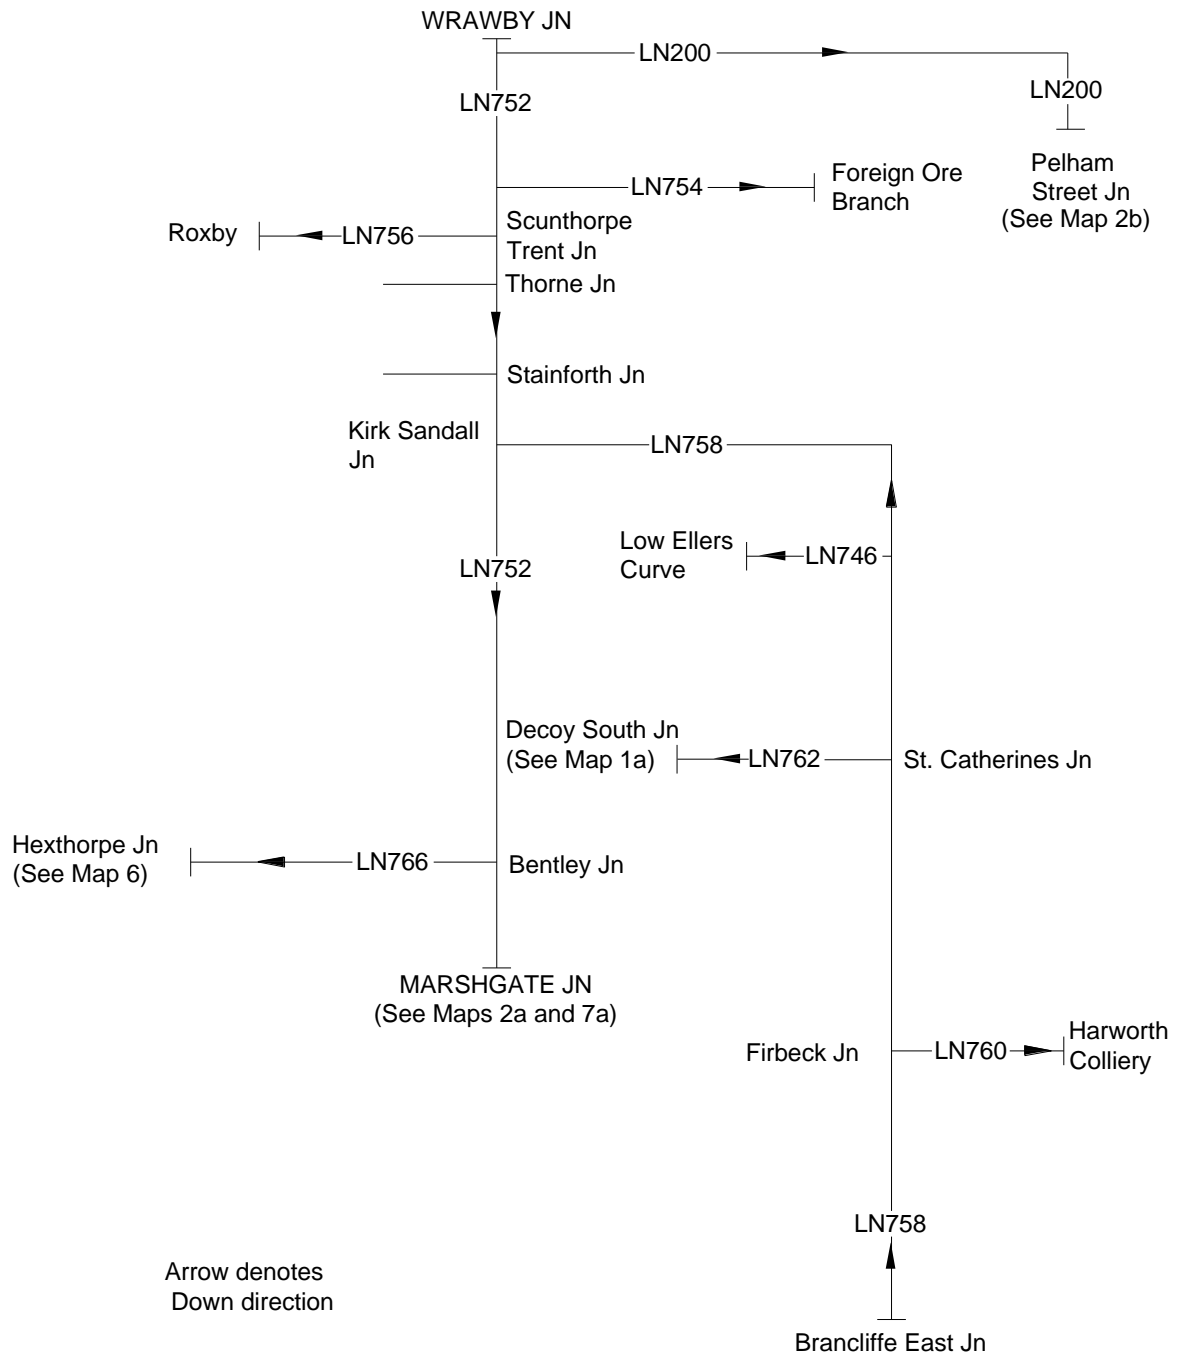 WRAWBY JN
LN200
LN752
LN200
Pelham
Street Jn
(See Map 2b)
LN754
Foreign Ore
Branch
Roxby
LN756
Scunthorpe
Trent Jn
Thorne Jn
Stainforth Jn
Kirk Sandall
Jn
LN758
Low Ellers
Curve
LN746
LN752
Decoy South Jn
(See Map 1a)
LN762
St. Catherines Jn
Hexthorpe Jn
(See Map 6)
LN766
Bentley Jn
MARSHGATE JN
(See Maps 2a and 7a)
Firbeck Jn
LN760
Harworth
Colliery
LN758
Arrow denotes
Down direction
Brancliffe East Jn